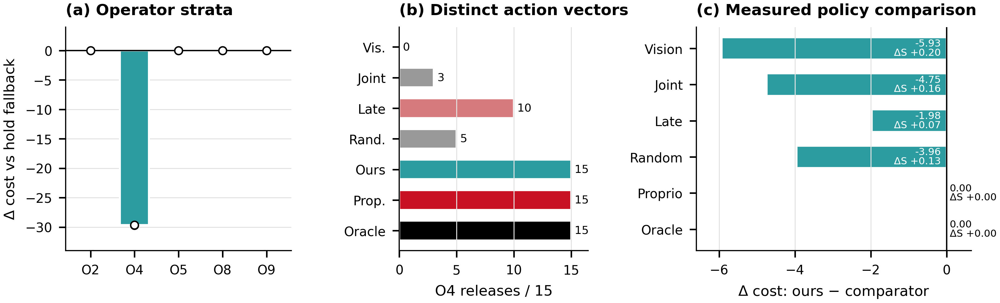 (a) Operator strata
Δ cost vs hold fallback
0
−5
−10
−15
−20
−25
−30
O2
O4
O5
O8
O9
(b) Distinct action vectors
Vis.
0
Joint
3
Late
10
Rand.
5
Ours
15
Prop.
15
Oracle
15
0
5
10
15
O4 releases / 15
(c) Measured policy comparison
Vision
-5.93
ΔS +0.20
Joint
-4.75
ΔS +0.16
Late
-1.98
ΔS +0.07
Random
-3.96
ΔS +0.13
Proprio
0.00
ΔS +0.00
Oracle
0.00
ΔS +0.00
−6
−4
−2
0
Δ cost: ours − comparator